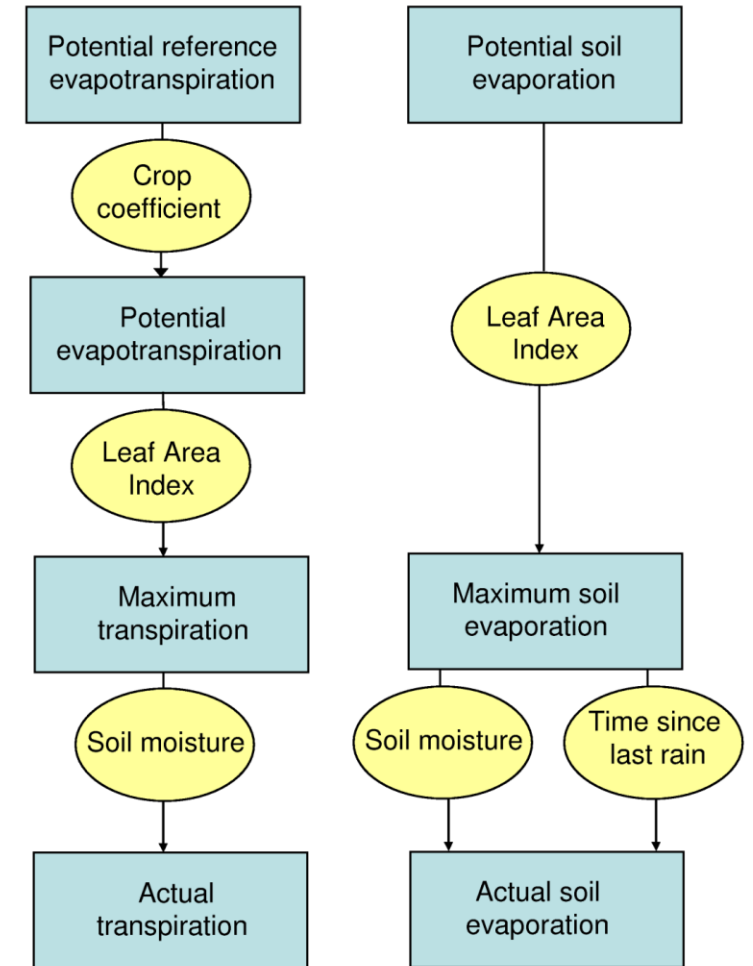 Potential reference
evapotranspiration
Crop
coefficient
Potential
evapotranspiration
Leaf Area
Index
Maximum
transpiration
Soil moisture
Actual
transpiration
Potential soil
evaporation
Leaf Area
Index
Maximum soil
evaporation
Soil moisture
Time since
last rain
Actual soil
evaporation